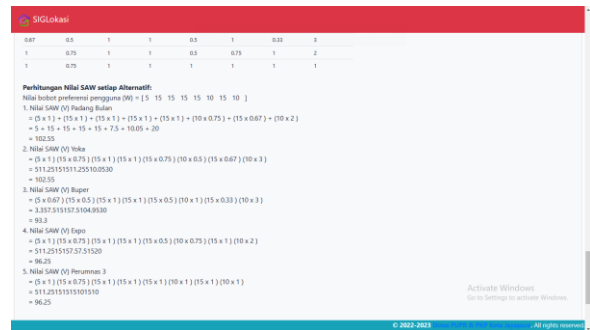 SIGLokasi
0.67 0.5 1 1 0.5 1 0.33 3
1 0.75 1 1 0.5 0.75 1 2
1 0.75 1 1 1 1 1 1
Perhitungan Nilai SAW setiap Alternatif:
Nilai bobot preferensi pengguna (W) = [ 5 15 15 15 15 10 15 10 ]
1. Nilai SAW (V) Padang Bulan
= (5 x 1 ) + (15 x 1 ) + (15 x 1 ) + (15 x 1 ) + (15 x 1 ) + (10 x 0.75 ) + (15 x 0.67 ) + (10 x 2 )
= 5 + 15 + 15 + 15 + 15 + 7.5 + 10.05 + 20
= 102.55
2. Nilai SAW (V) Yoka
= (5 x 1 ) (15 x 0.75 ) (15 x 1 ) (15 x 1 ) (15 x 0.75 ) (10 x 0.5 ) (15 x 0.67 ) (10 x 3 )
= 511.25151511.25510.0530
= 102.55
3. Nilai SAW (V) Buper
= (5 x 0.67 ) (15 x 0.5 ) (15 x 1 ) (15 x 1 ) (15 x 0.5 ) (10 x 1 ) (15 x 0.33 ) (10 x 3 )
= 3.357.515157.5104.9530
= 93.3
4. Nilai SAW (V) Expo
= (5 x 1 ) (15 x 0.75 ) (15 x 1 ) (15 x 1 ) (15 x 0.5 ) (10 x 0.75 ) (15 x 1 ) (10 x 2 )
= 511.2515157.57.51520
= 96.25
5. Nilai SAW (V) Perumnas 3
= (5 x 1 ) (15 x 0.75 ) (15 x 1 ) (15 x 1 ) (15 x 1 ) (10 x 1 ) (15 x 1 ) (10 x 1 )
= 511.2515151510151​0
= 96.25
Activate Windows
Go to Settings to activate Windows.
© 2022-2023 All rights reserved.